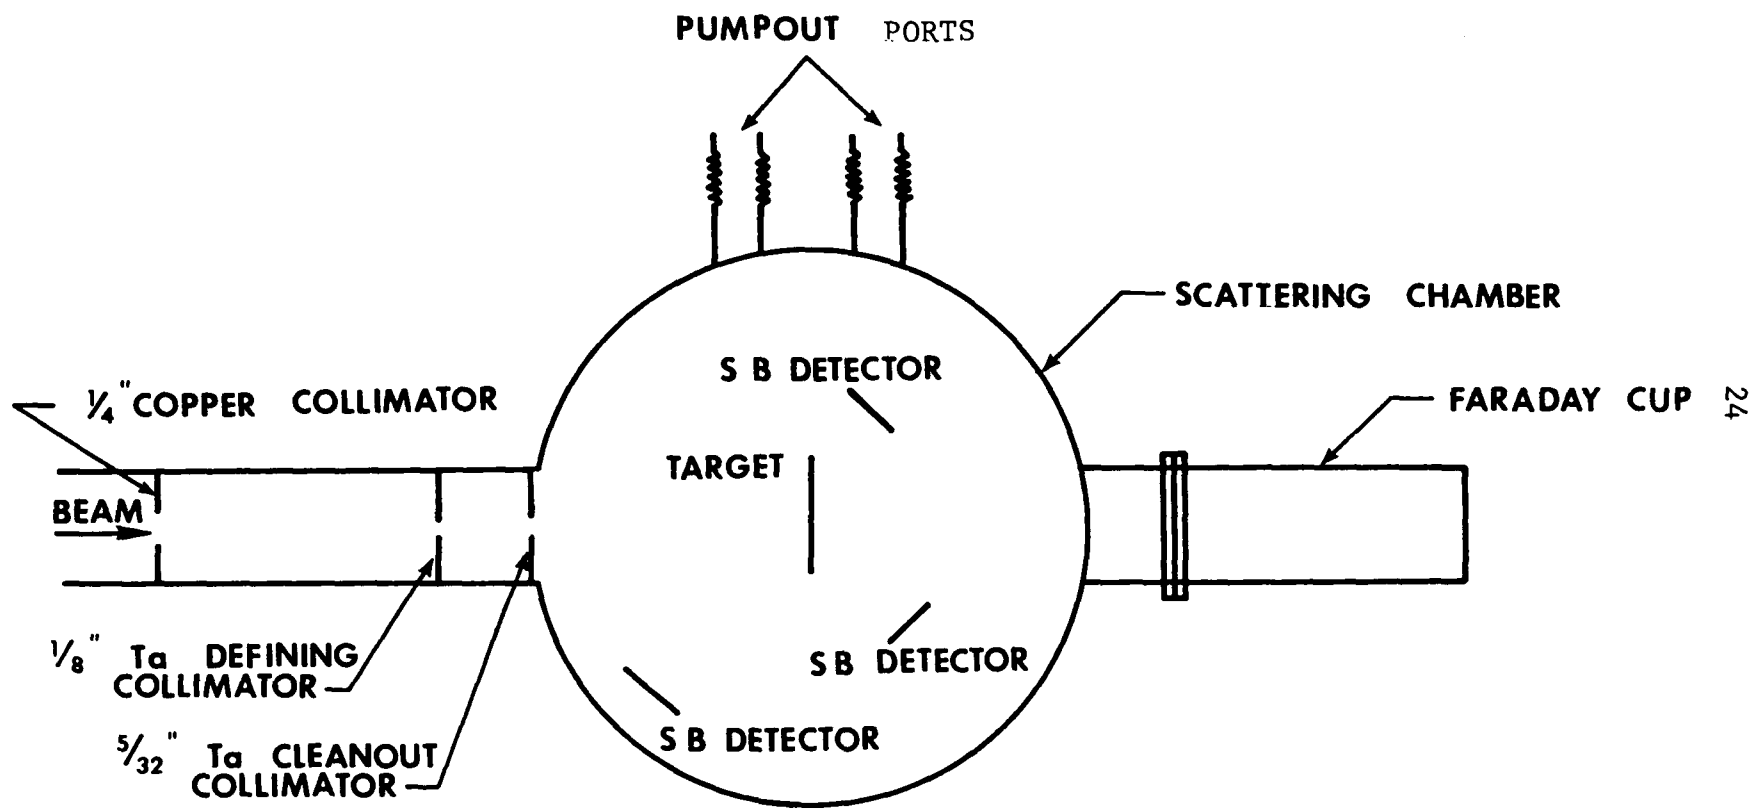 PUMPOUT PORTS
SCATTERING CHAMBER
S B DETECTOR
1/4" COPPER COLLIMATOR
FARADAY CUP
24
TARGET
BEAM
1/8" Ta DEFINING
COLLIMATOR
S B DETECTOR
S B DETECTOR
5/32" Ta CLEANOUT
COLLIMATOR